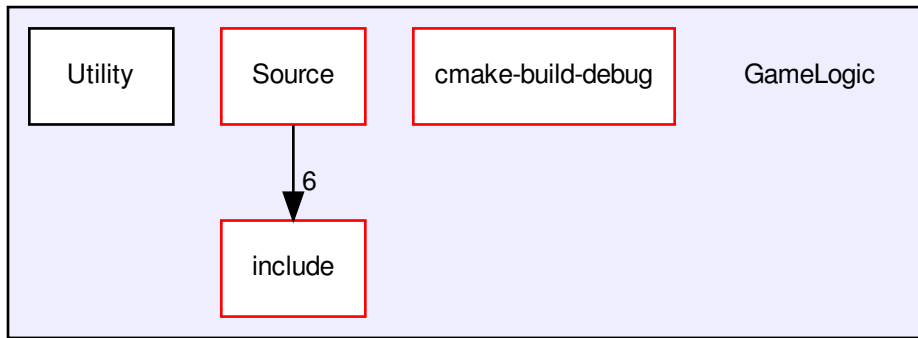 Utility
Source
cmake-build-debug
GameLogic
6
include